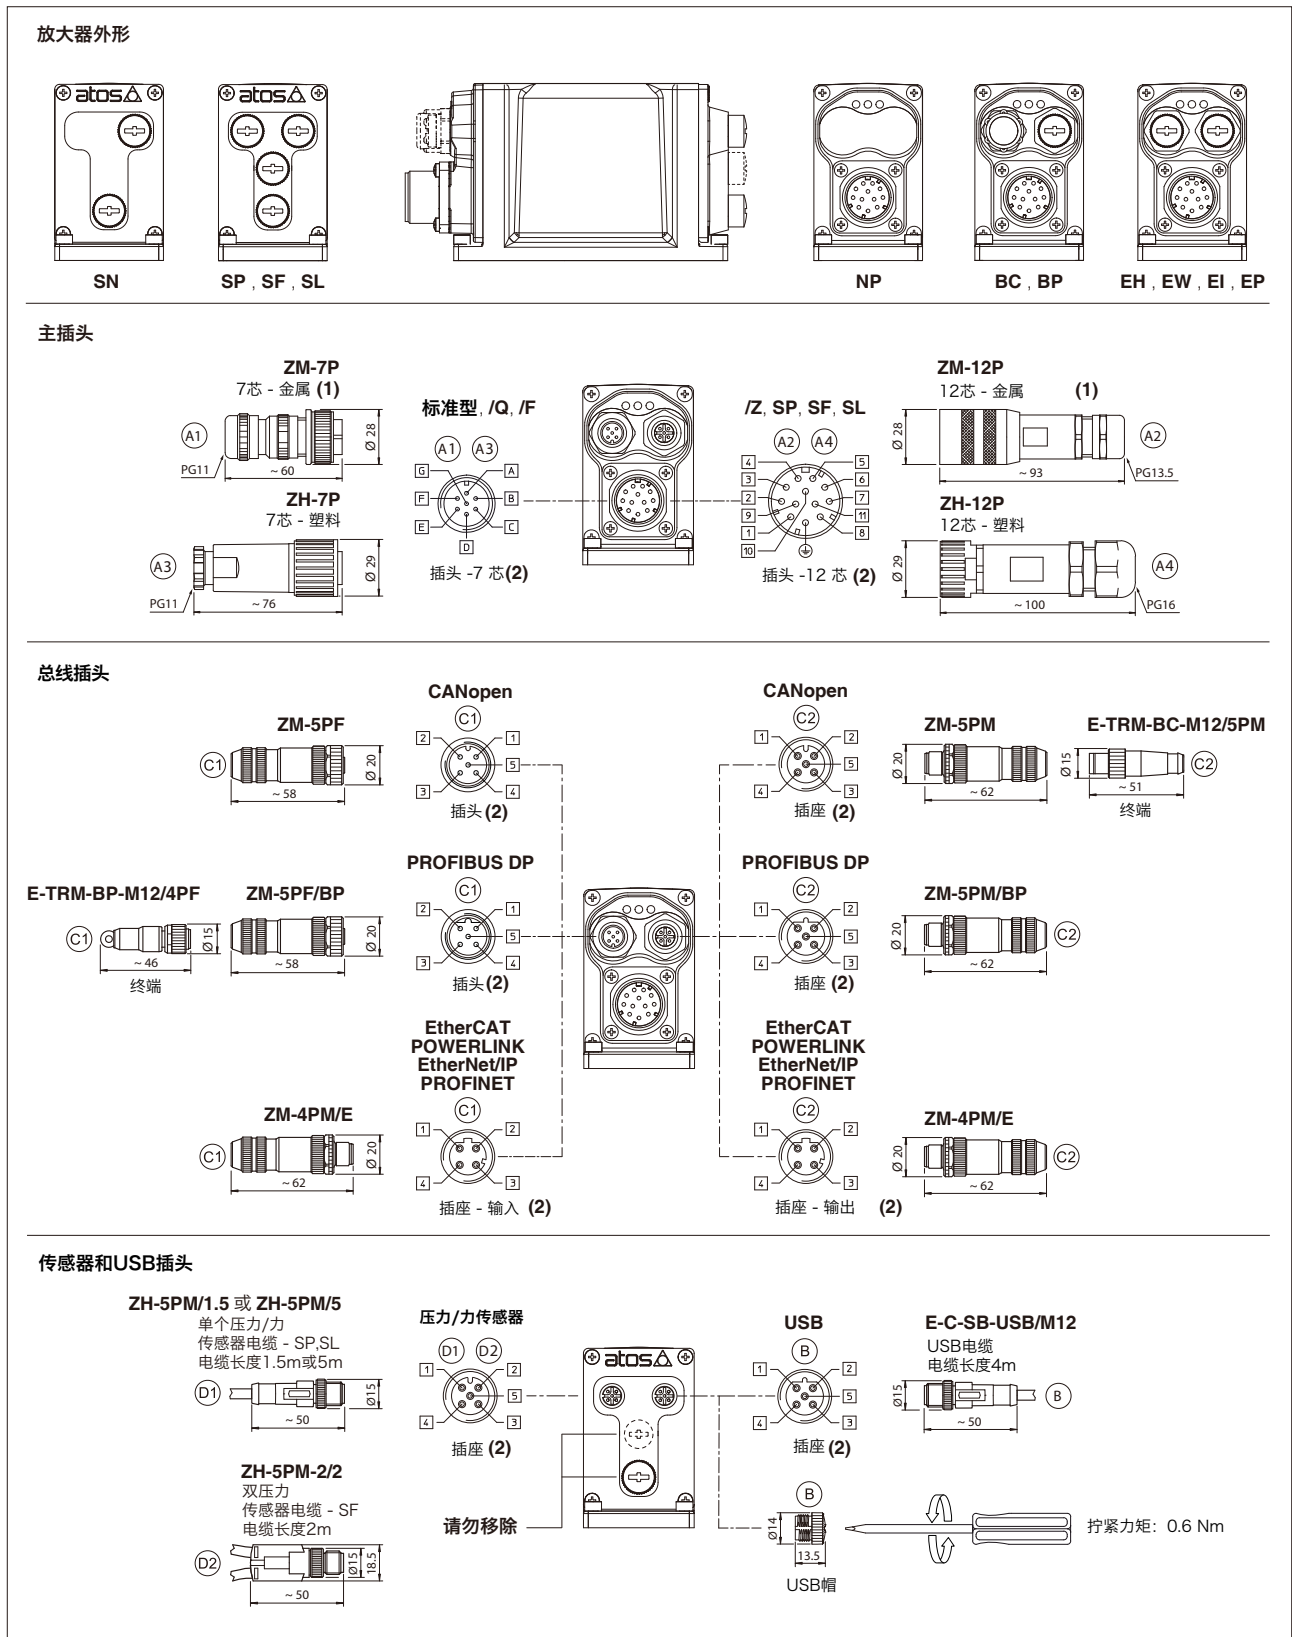 放大器外形
atos
atos
SN
SP , SF , SL
NP
BC , BP
EH , EW , EI , EP
主插头
ZM-7P
7芯 - 金属 (1)
A1
PG11
~ 60
Ø 28
ZH-7P
7芯 - 塑料
A3
PG11
~ 76
Ø 29
标准型, /Q, /F
A1 A3
G A
F B
E C
D
插头 -7 芯(2)
/Z, SP, SF, SL
A2 A4
4 5
3 6
2 7
9 11
1 8
10
插头 -12 芯 (2)
ZM-12P
12芯 - 金属 (1)
Ø 28
A2
~ 93
PG13.5
ZH-12P
12芯 - 塑料
Ø 29
A4
~ 100
PG16
总线插头
CANopen
C1
2 1
5
3 4
插头 (2)
ZM-5PF
C1
Ø 20
~ 58
CANopen
C2
1 2
5
4 3
插座 (2)
ZM-5PM
Ø 20
~ 62
E-TRM-BC-M12/5PM
Ø 15
C2
~ 51
终端
PROFIBUS DP
C1
2 1
5
3 4
插头 (2)
E-TRM-BP-M12/4PF
C1
Ø 15
~ 46
终端
ZM-5PF/BP
Ø 20
~ 58
PROFIBUS DP
C2
1 2
5
4 3
插座 (2)
ZM-5PM/BP
Ø 20
C2
~ 62
EtherCAT
POWERLINK
EtherNet/IP
PROFINET
C1
1 2
4 3
插座 - 输入 (2)
ZM-4PM/E
C1
Ø 20
~ 62
EtherCAT
POWERLINK
EtherNet/IP
PROFINET
C2
1 2
4 3
插座 - 输出 (2)
ZM-4PM/E
Ø 20
C2
~ 62
传感器和USB插头
ZH-5PM/1.5 或 ZH-5PM/5
单个压力/力
传感器电缆 - SP,SL
电缆长度1.5m或5m
D1
Ø15
~ 50
ZH-5PM-2/2
双压力
传感器电缆 - SF
电缆长度2m
D2
Ø15
18.5
~ 50
压力/力传感器
D1 D2
1 2
5
4 3
插座 (2)
请勿移除
atos
USB
B
1 2
5
4 3
插座 (2)
E-C-SB-USB/M12
USB电缆
电缆长度4m
Ø15
B
~ 50
B
Ø14
13.5
USB帽
拧紧力矩：0.6 Nm